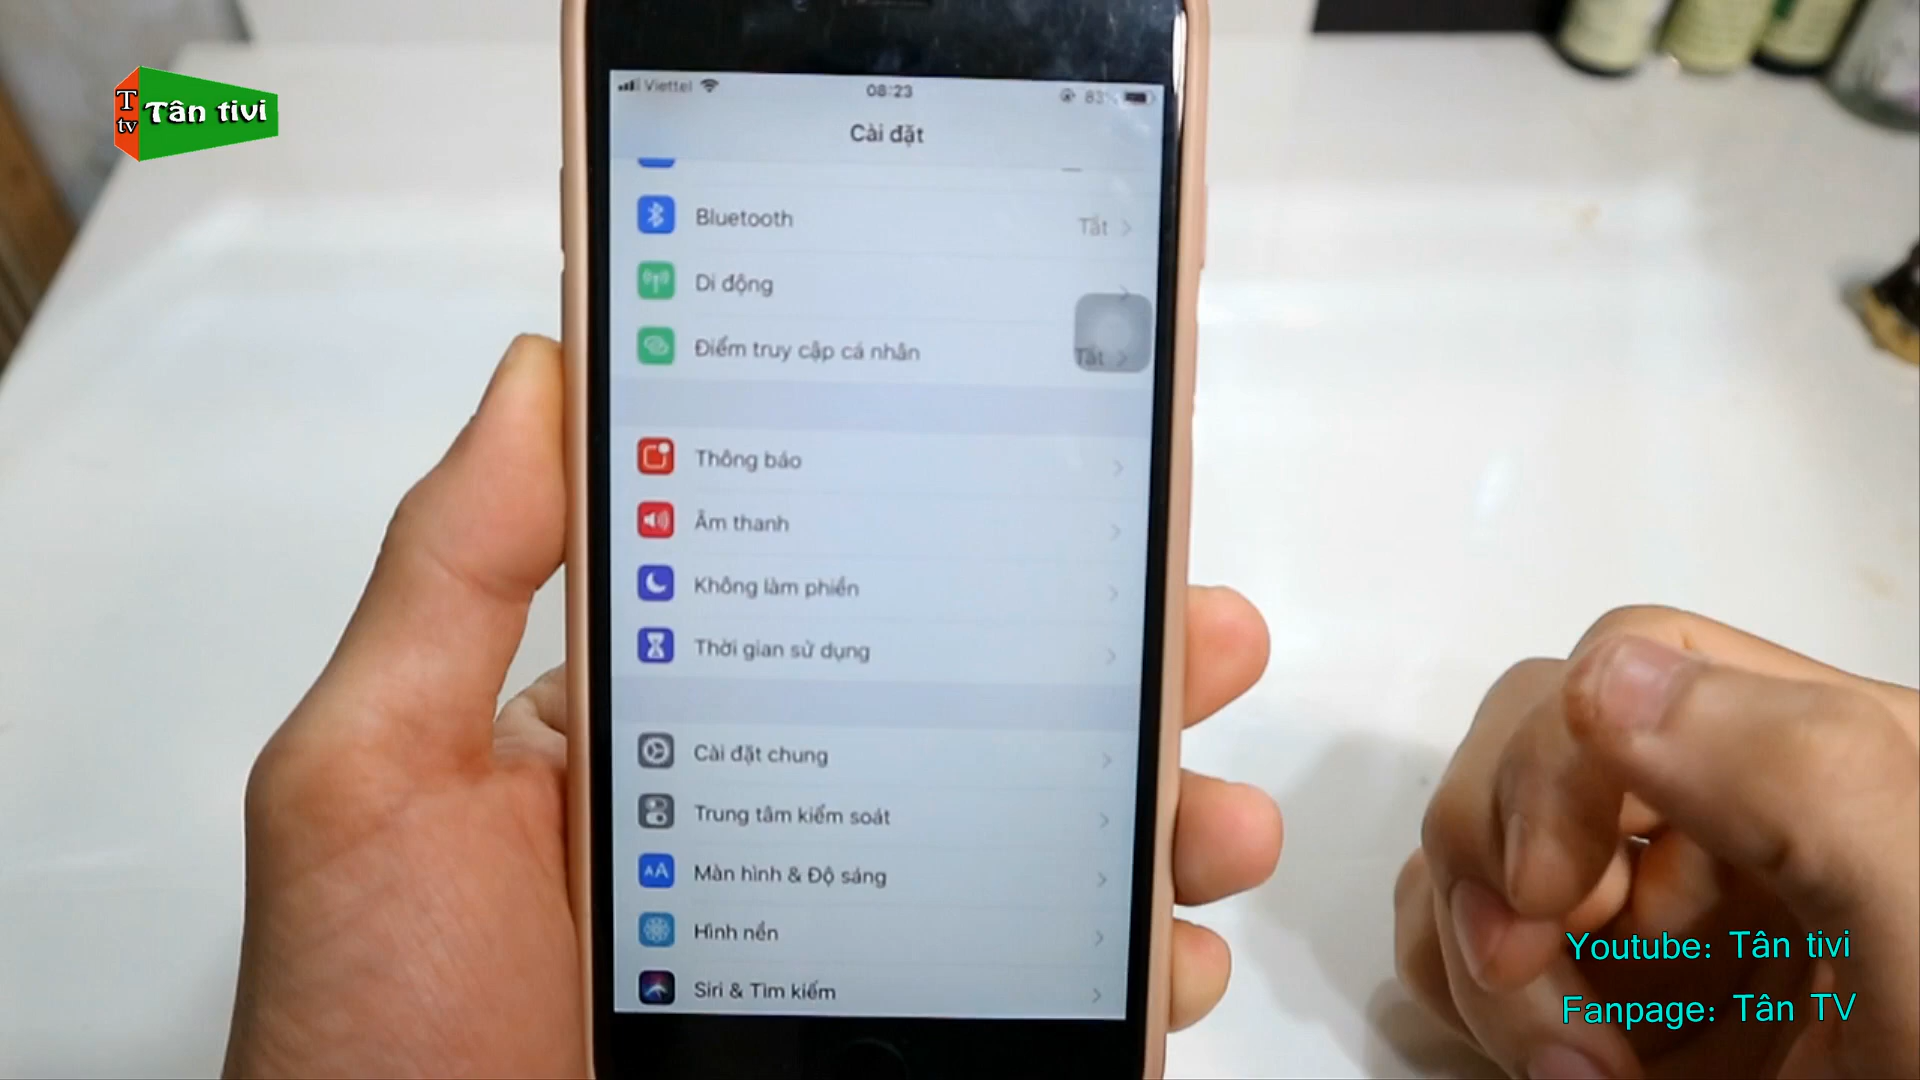 T
tv
Tân tivi
Viettel
08:23
83%
Cài đặt
Bluetooth
Tắt
Di động
Điểm truy cập cá nhân
Tắt
Thông báo
Âm thanh
Không làm phiền
Thời gian sử dụng
Cài đặt chung
Trung tâm kiểm soát
AA
Màn hình & Độ sáng
Hình nền
Siri & Tìm kiếm
Youtube: Tân tivi
Fanpage: Tân TV